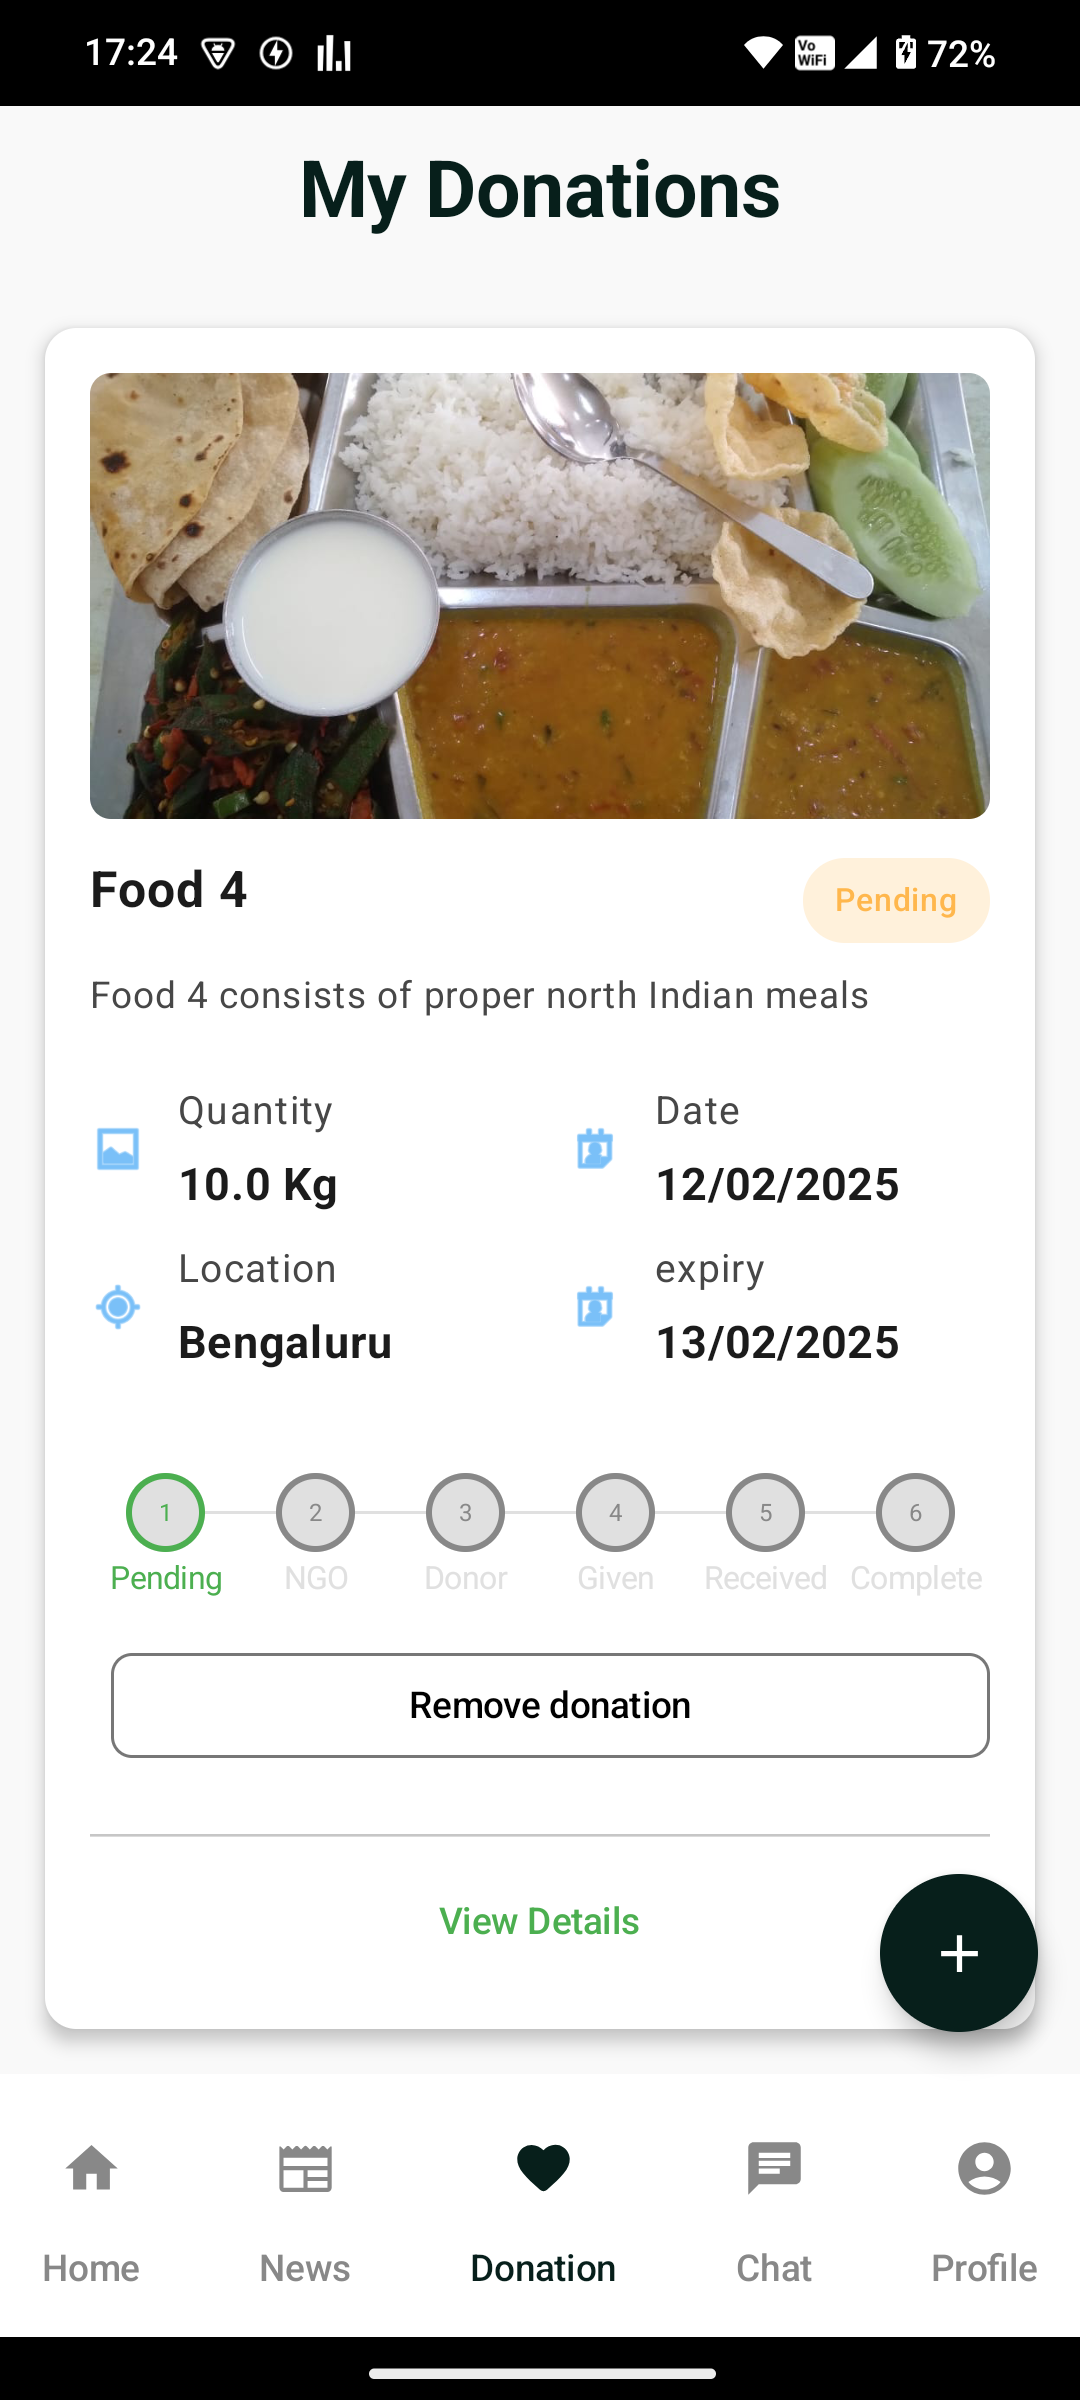 17:24
Vo WiFi
72%
My Donations
Food 4
Pending
Food 4 consists of proper north Indian meals
Quantity
10.0 Kg
Date
12/02/2025
Location
Bengaluru
expiry
13/02/2025
1 2 3 4 5 6
Pending NGO Donor Given Received Complete
Remove donation
View Details
+
Home News Donation Chat Profile